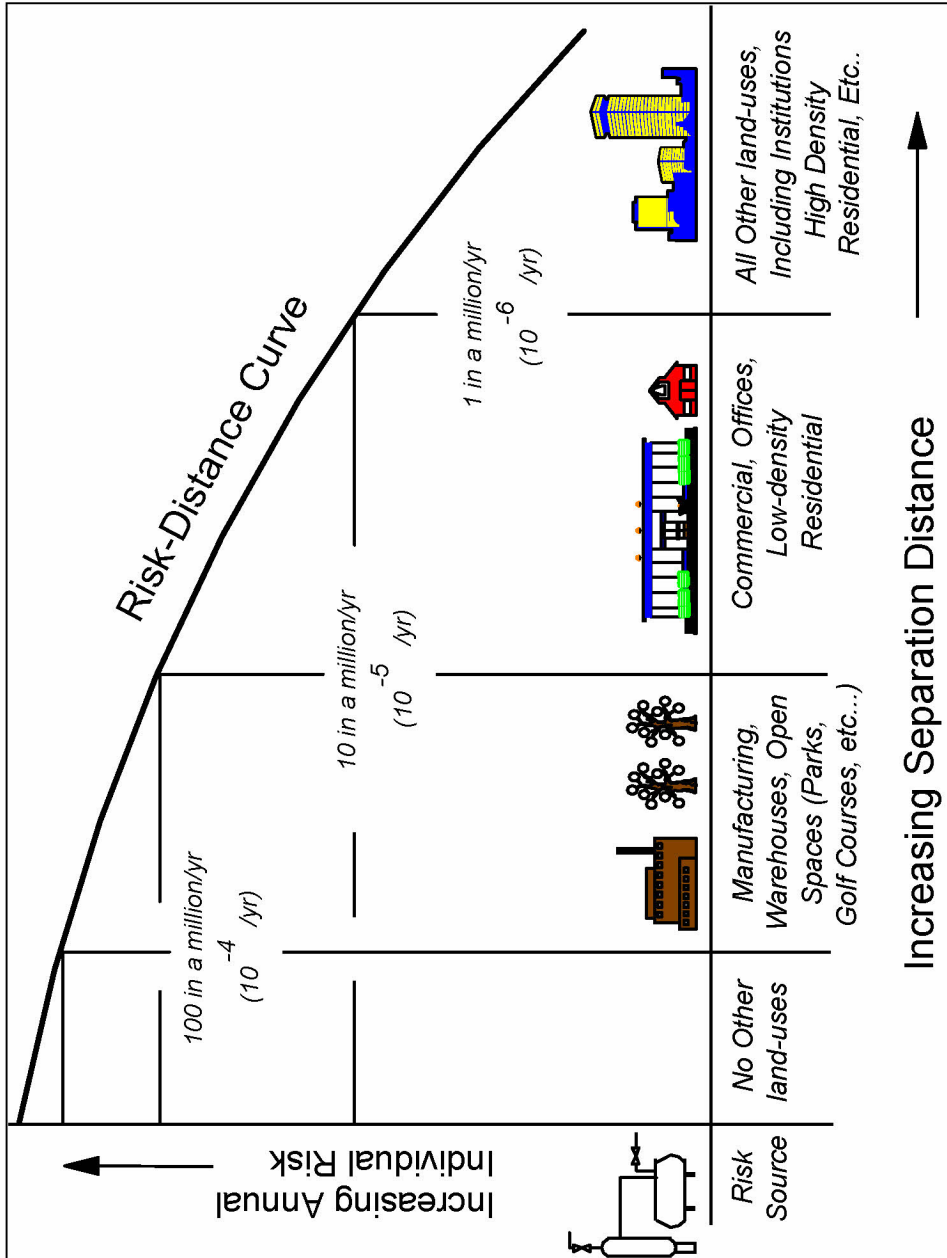 Risk-Distance Curve
Increasing Annual
Individual Risk
100 in a million/yr
(10⁻⁴ /yr)
10 in a million/yr
(10⁻⁵ /yr)
1 in a million/yr
(10⁻⁶ /yr)
Risk
Source
No Other
land-uses
Manufacturing,
Warehouses, Open
Spaces (Parks,
Golf Courses, etc...)
Commercial, Offices,
Low-density
Residential
All Other land-uses,
Including Institutions
High Density
Residential, Etc..
Increasing Separation Distance